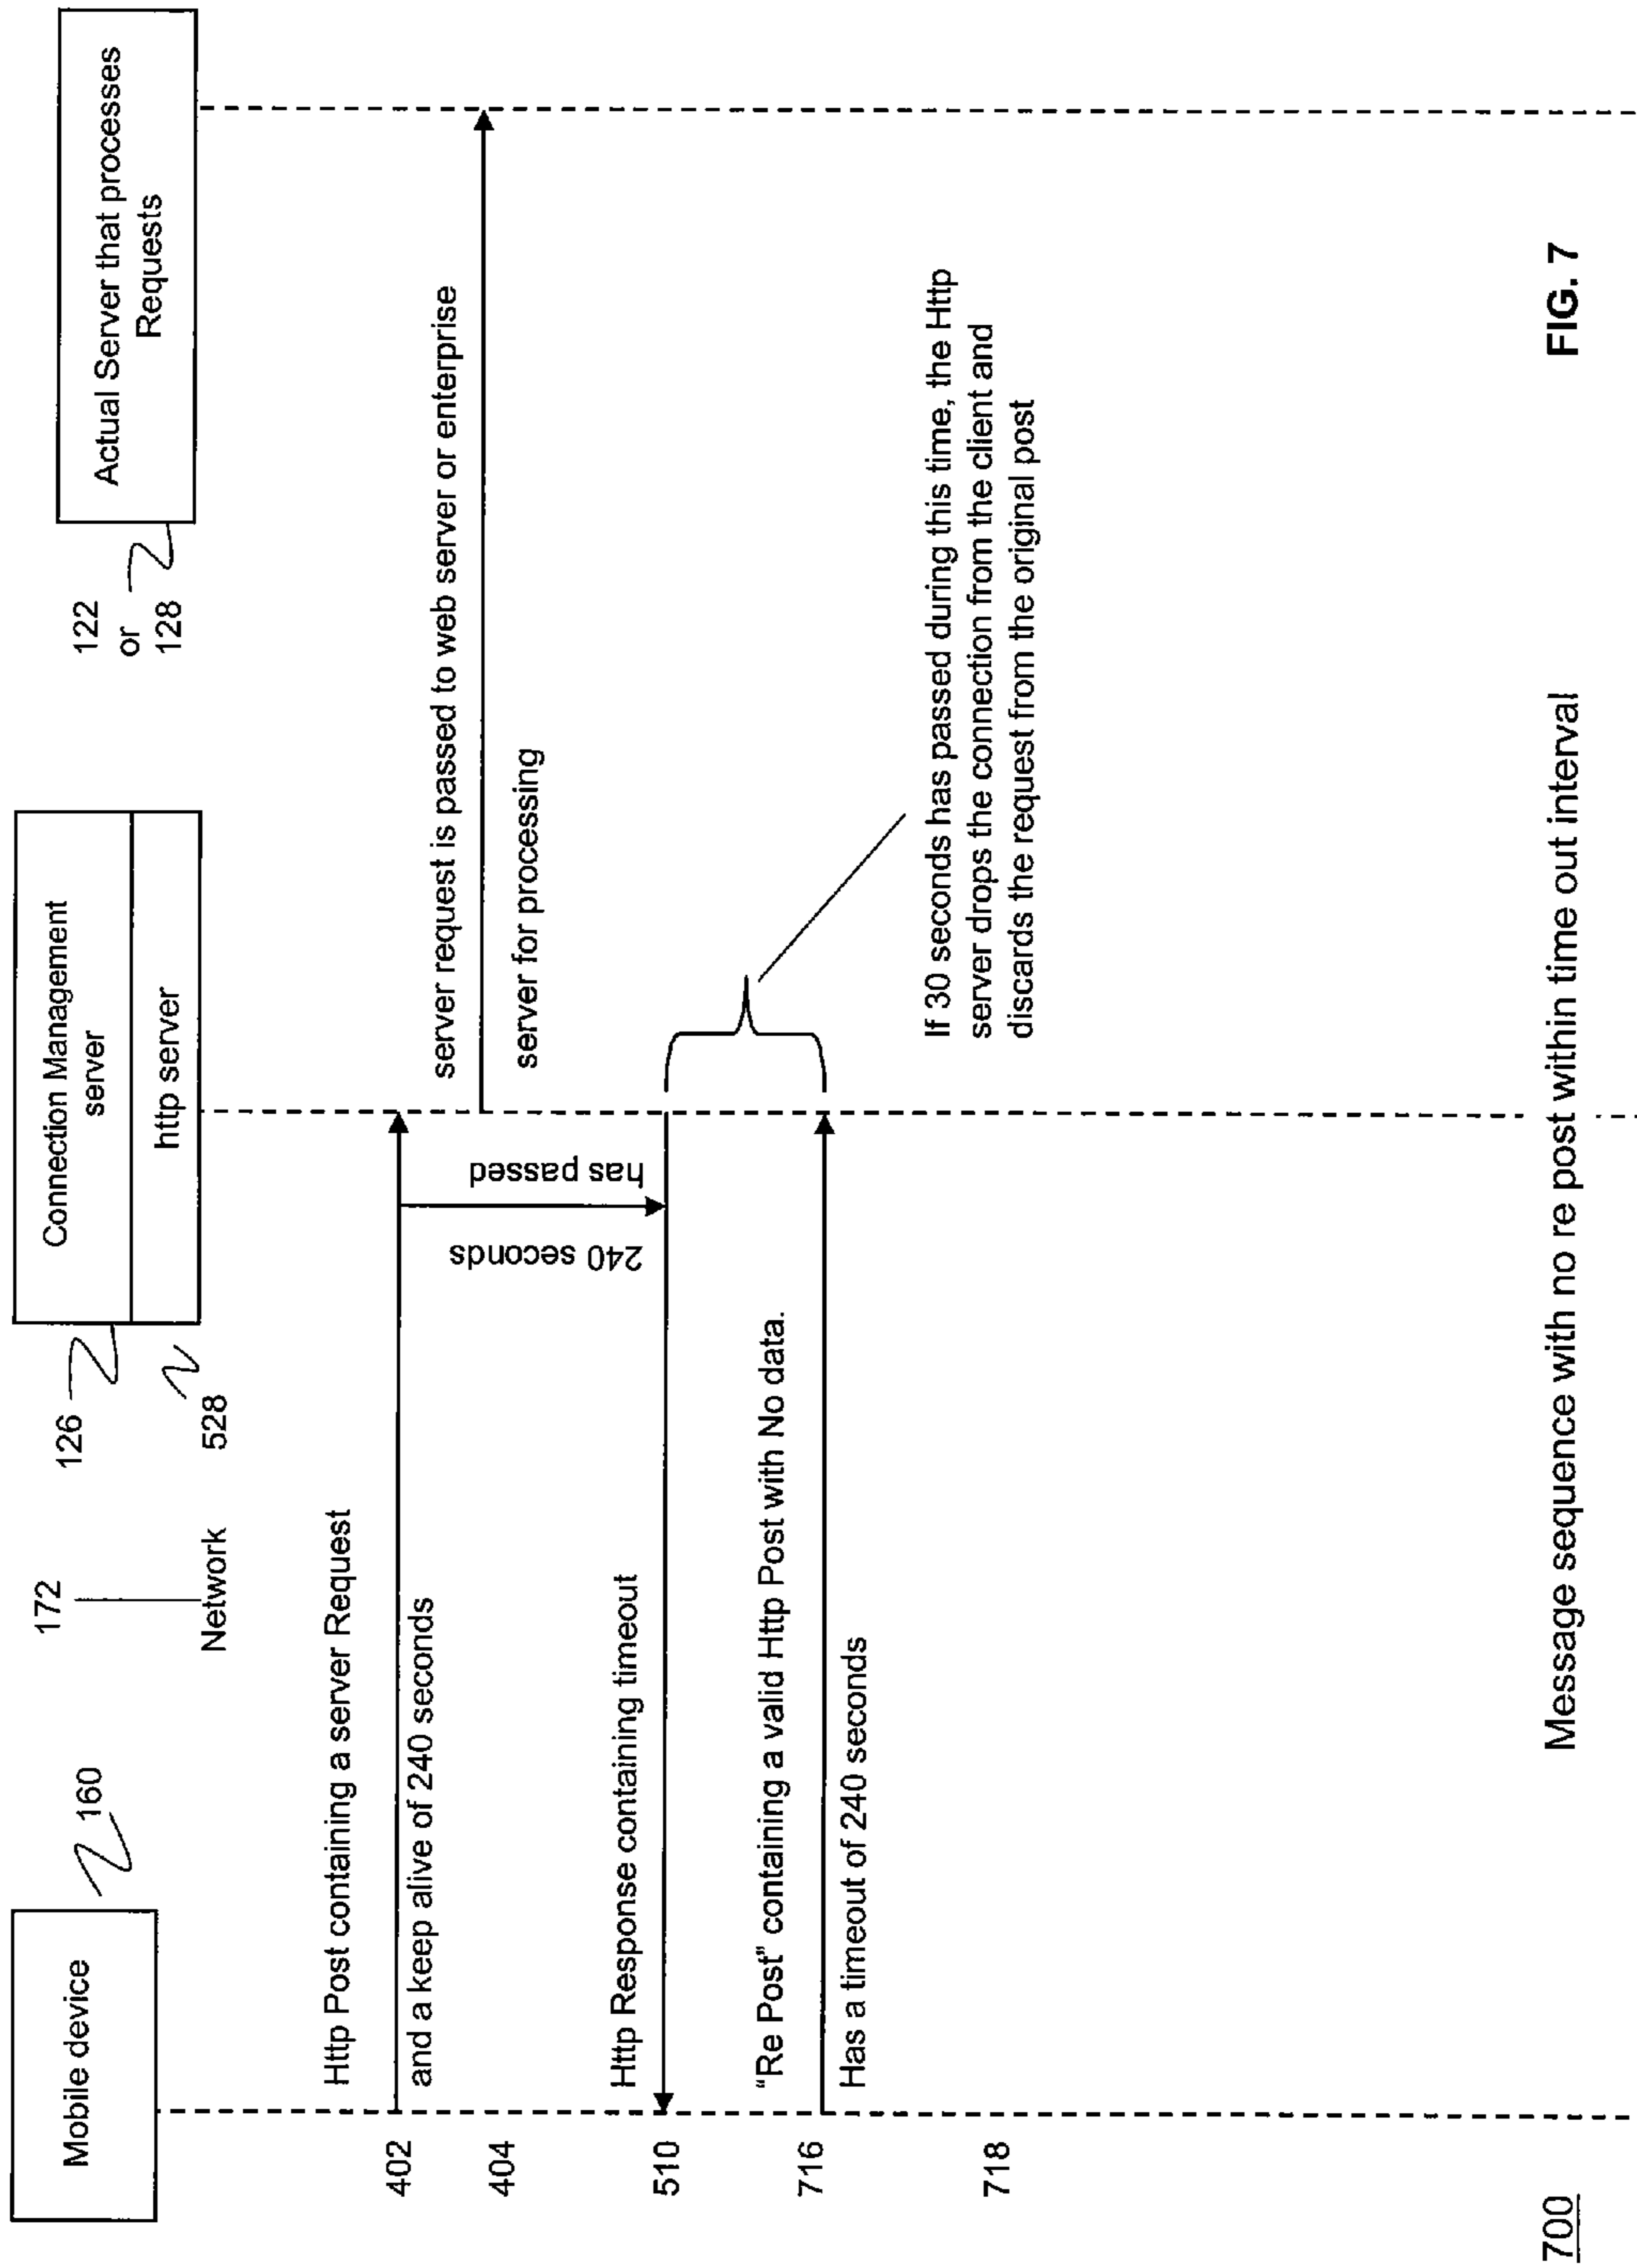 Mobile device
160
172
Network
126
528
Connection Management
server
http server
122
or
128
Actual Server that processes
Requests
402
Http Post containing a server Request
and a keep alive of 240 seconds
404
server request is passed to web server or enterprise
server for processing
240 seconds
has passed
510
Http Response containing timeout
716
"Re Post" containing a valid Http Post with No data.
Has a timeout of 240 seconds
718
If 30 seconds has passed during this time, the Http
server drops the connection from the client and
discards the request from the original post
700
Message sequence with no re post within time out interval
FIG. 7